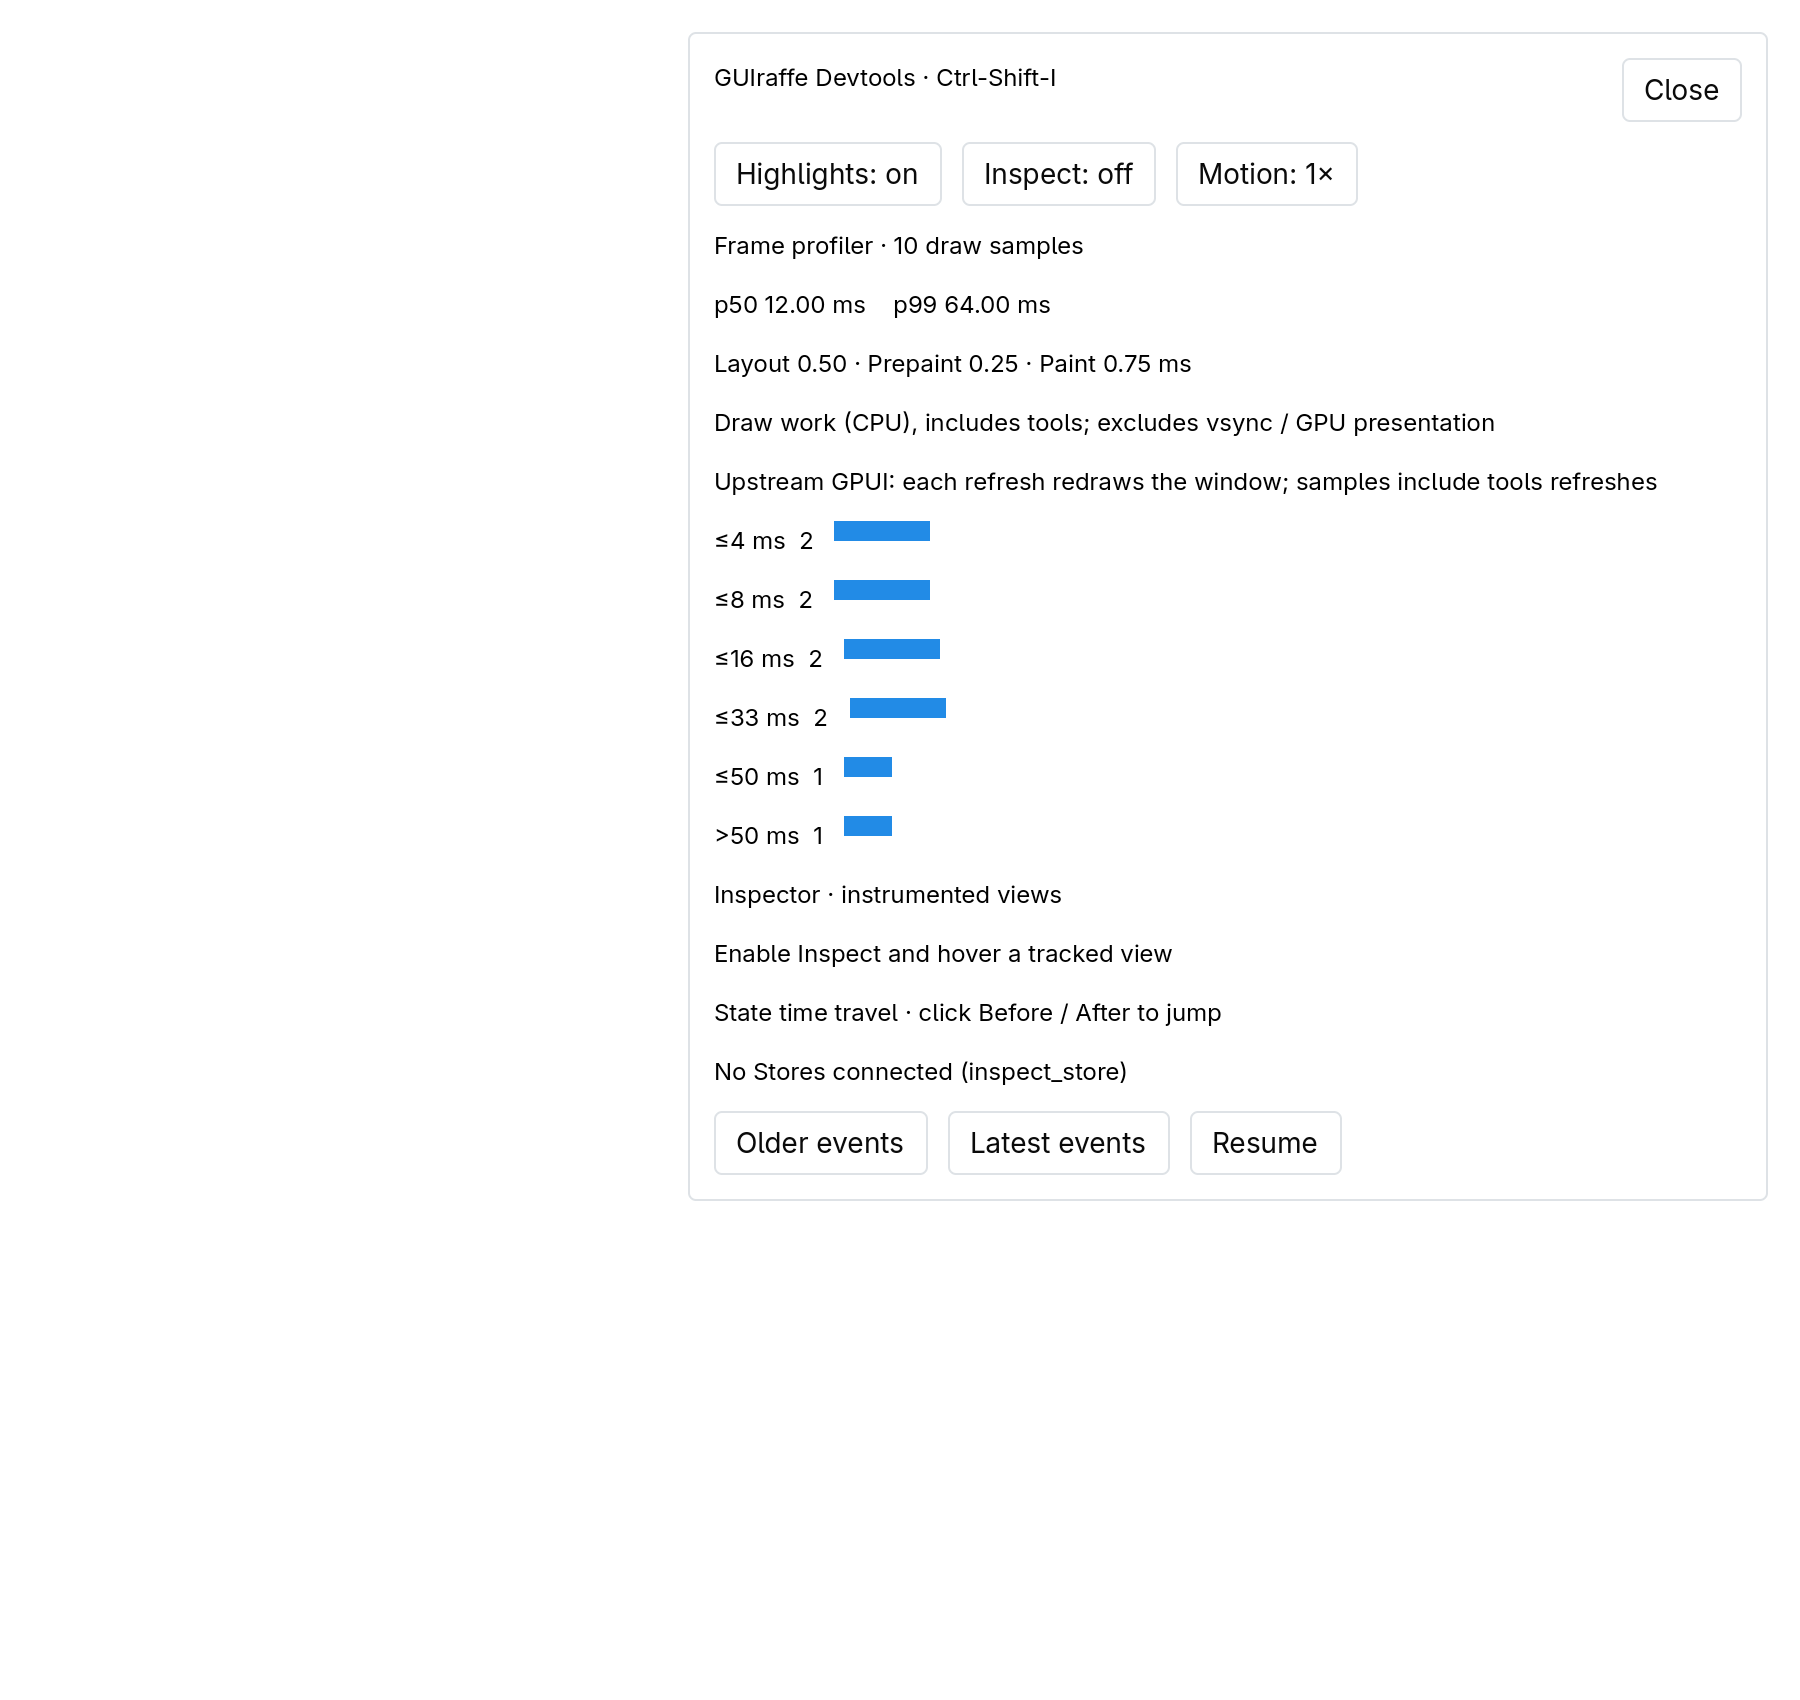 GUIraffe Devtools · Ctrl-Shift-I
Close
Highlights: on
Inspect: off
Motion: 1×
Frame profiler · 10 draw samples
p50 12.00 ms    p99 64.00 ms
Layout 0.50 · Prepaint 0.25 · Paint 0.75 ms
Draw work (CPU), includes tools; excludes vsync / GPU presentation
Upstream GPUI: each refresh redraws the window; samples include tools refreshes
≤4 ms  2
≤8 ms  2
≤16 ms  2
≤33 ms  2
≤50 ms  1
>50 ms  1
Inspector · instrumented views
Enable Inspect and hover a tracked view
State time travel · click Before / After to jump
No Stores connected (inspect_store)
Older events
Latest events
Resume